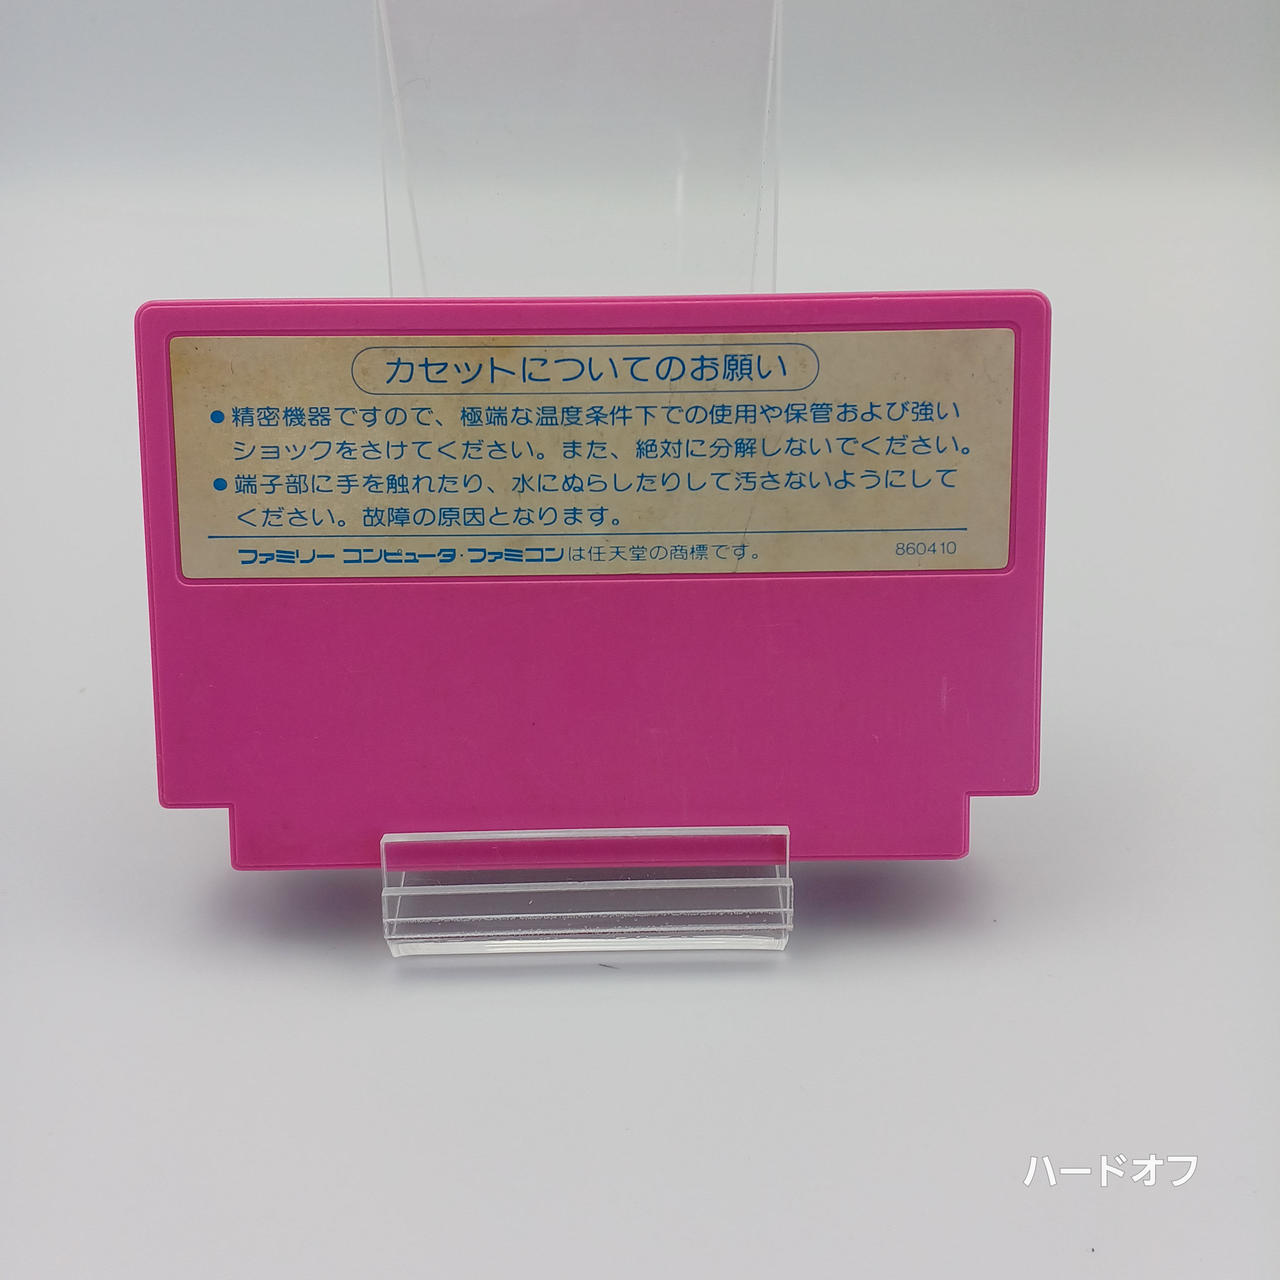 カセットについてのお願い
●精密機器ですので、極端な温度条件下での使用や保管および強い
ショックをさけてください。また、絶対に分解しないでください。
●端子部に手を触れたり、水にぬらしたりして汚さないようにして
ください。故障の原因となります。
ファミリーコンピュータ・ファミコンは任天堂の商標です。 860410
ハードオフ